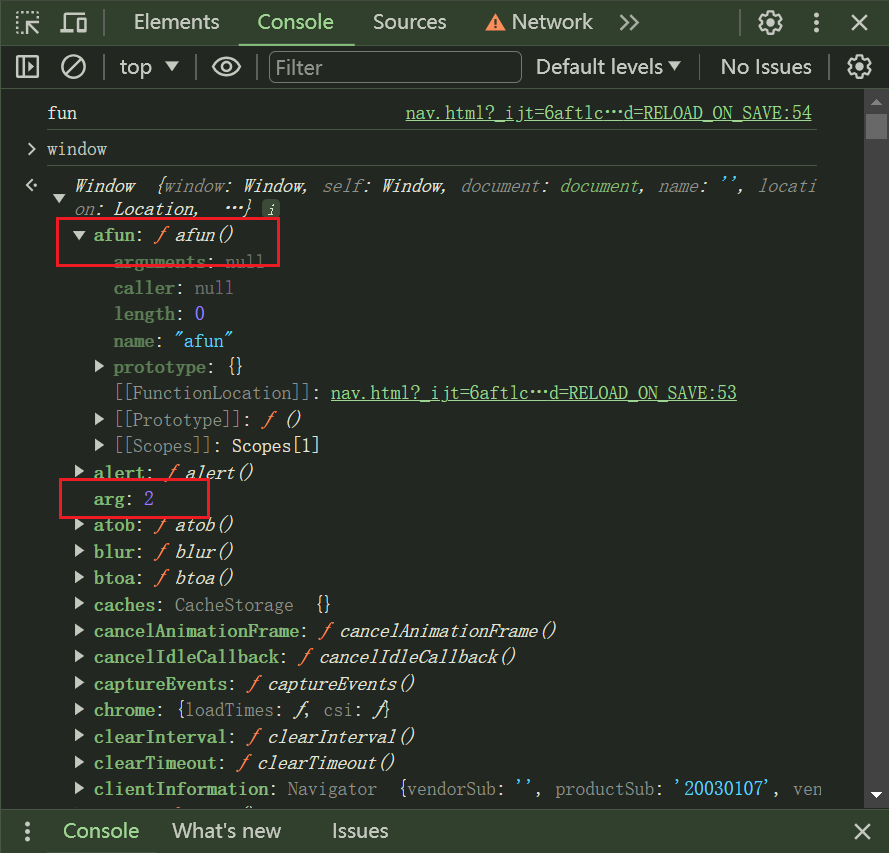 Elements Console Sources Network
top Filter Default levels No Issues
fun nav.html?_ijt=6aftlc…d=RELOAD_ON_SAVE:54
window
Window {window: Window, self: Window, document: document, name: '', locati
on: Location, …} i
afun: ƒ afun()
arguments: null
caller: null
length: 0
name: "afun"
prototype: {}
[[FunctionLocation]]: nav.html?_ijt=6aftlc…d=RELOAD_ON_SAVE:53
[[Prototype]]: ƒ ()
[[Scopes]]: Scopes[1]
alert: ƒ alert()
arg: 2
atob: ƒ atob()
blur: ƒ blur()
btoa: ƒ btoa()
caches: CacheStorage {}
cancelAnimationFrame: ƒ cancelAnimationFrame()
cancelIdleCallback: ƒ cancelIdleCallback()
captureEvents: ƒ captureEvents()
chrome: {loadTimes: ƒ, csi: ƒ}
clearInterval: ƒ clearInterval()
clearTimeout: ƒ clearTimeout()
clientInformation: Navigator {vendorSub: '', productSub: '20030107', ven
Console What's new Issues